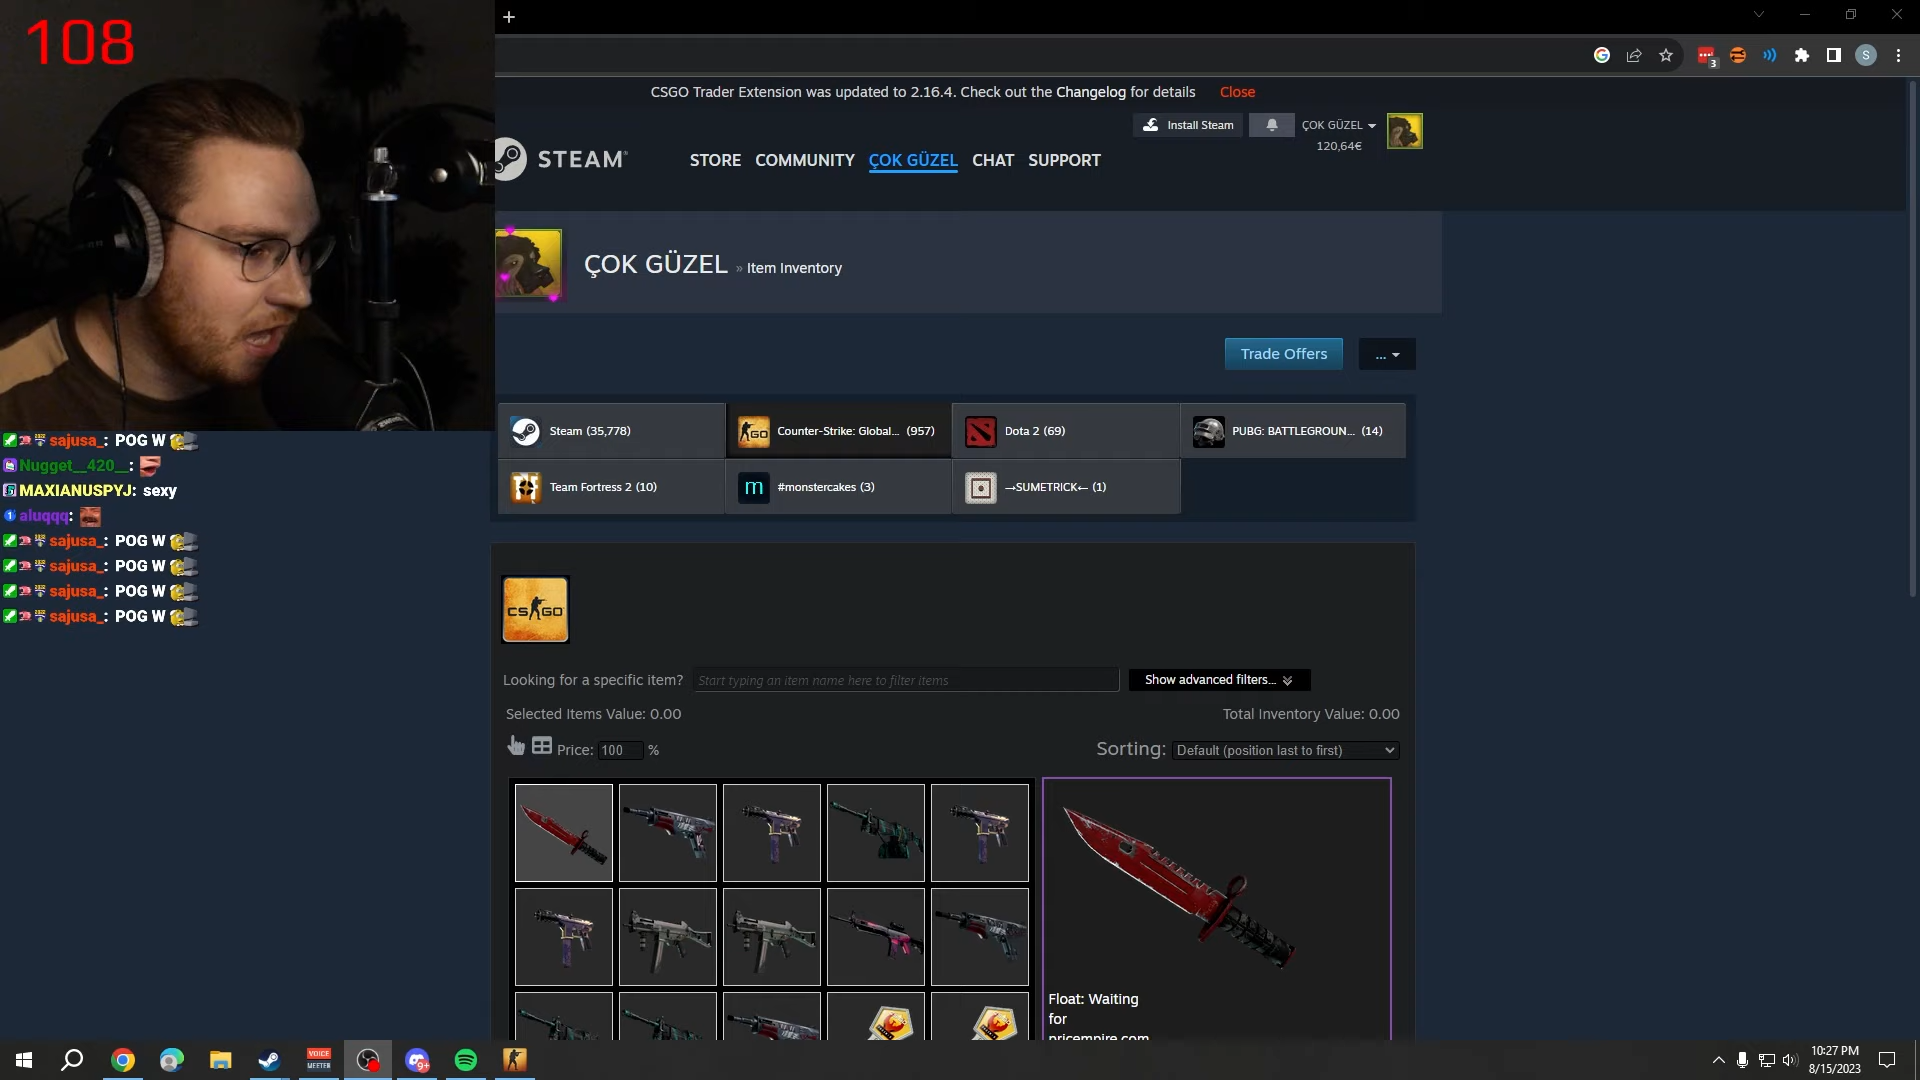 108
CSGO Trader Extension was updated to 2.16.4. Check out the Changelog for details Close
Install Steam
ÇOK GÜZEL
120,64€
STEAM
STORE COMMUNITY ÇOK GÜZEL CHAT SUPPORT
ÇOK GÜZEL » Item Inventory
Trade Offers
...
Steam (35,778)
Counter-Strike: Global... (957)
Dota 2 (69)
PUBG: BATTLEGROUN... (14)
Team Fortress 2 (10)
#monstercakes (3)
→SUMETRICK← (1)
sajusa_: POG W
Nugget__420__:
MAXIANUSPYJ: sexy
aluqqq:
sajusa_: POG W
sajusa_: POG W
sajusa_: POG W
sajusa_: POG W
CS GO
Looking for a specific item? Start typing an item name here to filter items
Show advanced filters...
Selected Items Value: 0.00
Total Inventory Value: 0.00
Price: 100 %
Sorting: Default (position last to first)
Float: Waiting
for
pricempire.com
VOICE
MEETER
9+
10:27 PM
8/15/2023
3
S
GO
m